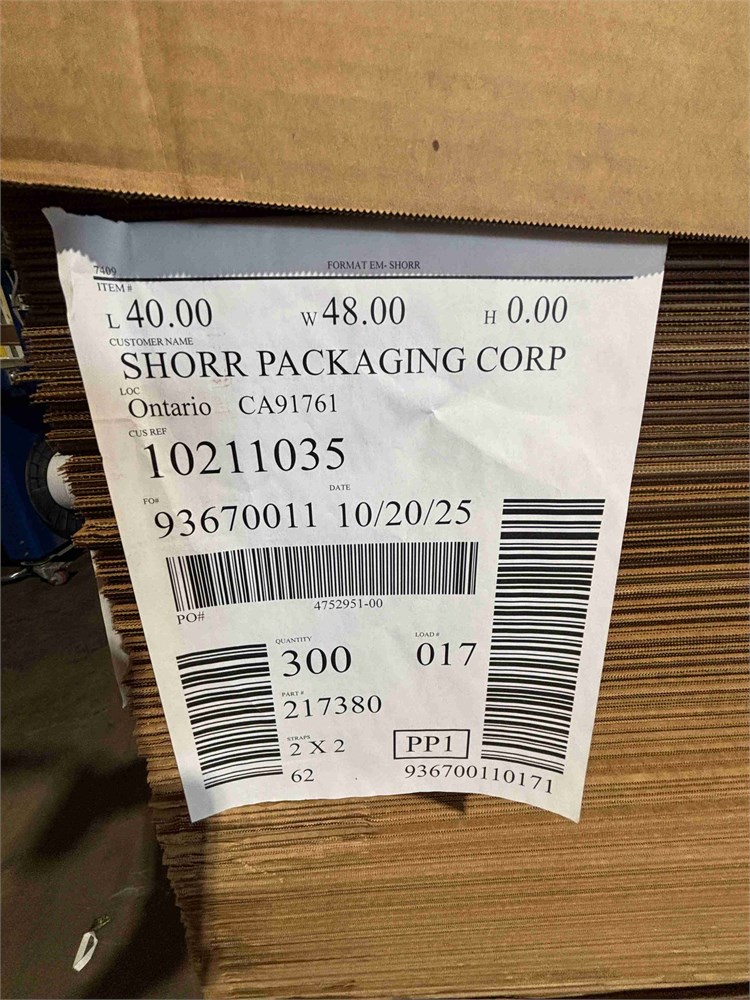 7409
FORMAT EM- SHORR
ITEM #
L 40.00 W 48.00 H 0.00
CUSTOMER NAME
SHORR PACKAGING CORP
LOC
Ontario CA91761
CUS REF
10211035
DATE
FO#
93670011 10/20/25
4752951-00
PO#
QUANTITY LOAD #
300 017
PART #
217380
STRAPS
2 X 2 PP1
62 936700110171